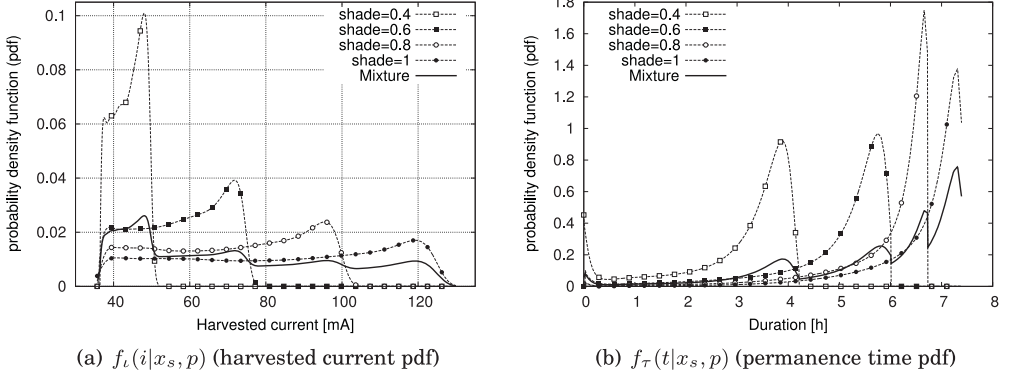 0.1
0.08
0.06
0.04
0.02
0
probability density function (pdf)
40
60
80
100
120
Harvested current [mA]
shade=0.4
shade=0.6
shade=0.8
shade=1
Mixture
(a) fι(i|xs, p) (harvested current pdf)
1.8
1.6
1.4
1.2
1
0.8
0.6
0.4
0.2
0
probability density function (pdf)
0
1
2
3
4
5
6
7
8
Duration [h]
shade=0.4
shade=0.6
shade=0.8
shade=1
Mixture
(b) fτ(t|xs, p) (permanence time pdf)